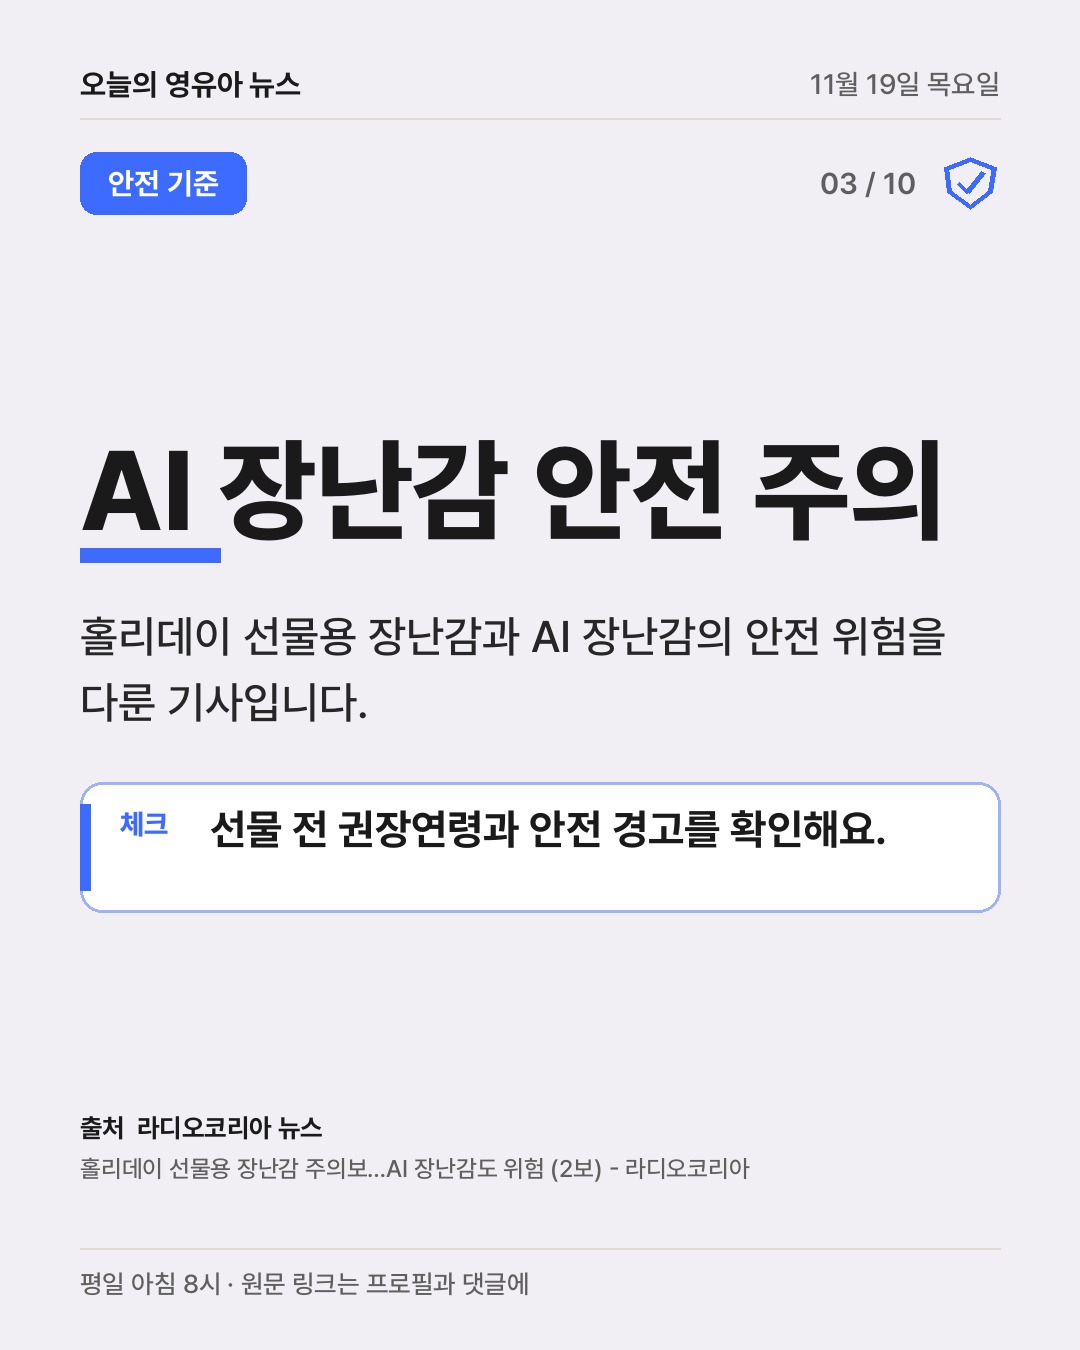 오늘의 영유아 뉴스
11월 19일 목요일
안전 기준
03 / 10
AI 장난감 안전 주의
홀리데이 선물용 장난감과 AI 장난감의 안전 위험을
다룬 기사입니다.
체크 선물 전 권장연령과 안전 경고를 확인해요.
출처 라디오코리아 뉴스
홀리데이 선물용 장난감 주의보...AI 장난감도 위험 (2보) - 라디오코리아
평일 아침 8시 · 원문 링크는 프로필과 댓글에